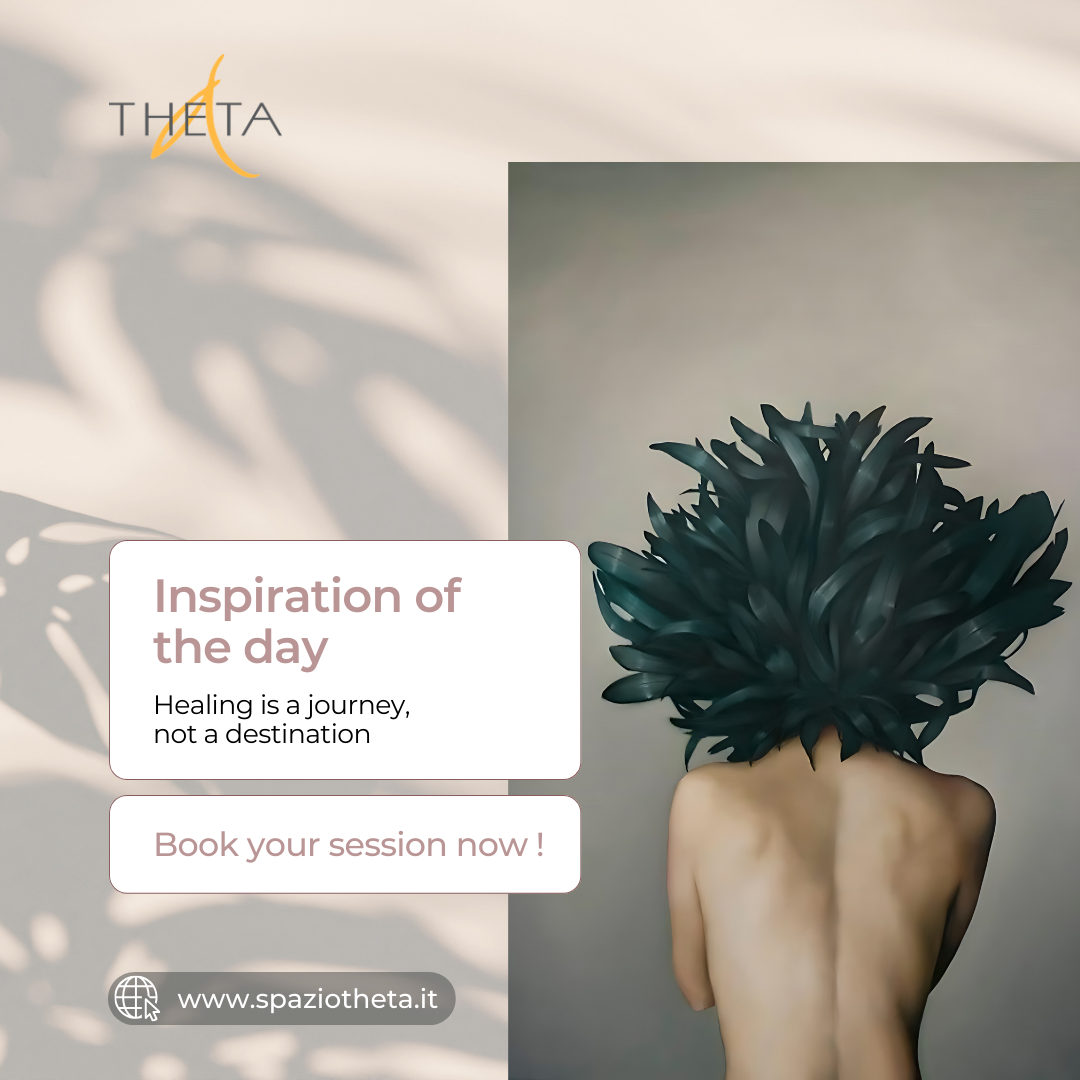 THETA
Inspiration of
the day
Healing is a journey,
not a destination
Book your session now !
www.spaziotheta.it